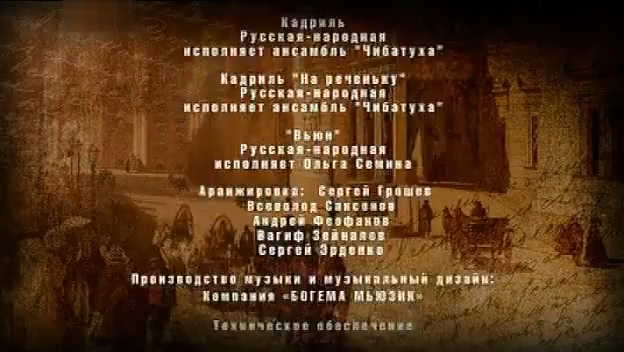 Кадриль
Русская-народная
исполняет ансамбль "Чибатуха"
Кадриль "На реченьку"
Русская-народная
исполняет ансамбль "Чибатуха"
"Вьюн"
Русская-народная
исполняет Ольга Семина
Аранжировка: Сергей Грошев
Всеволод Саксонов
Андрей Феофанов
Вагиф Зейналов
Сергей Эрденко
Производство музыки и музыкальный дизайн:
Компания «БОГЕМА МЬЮЗИК»
Техническое обеспечение